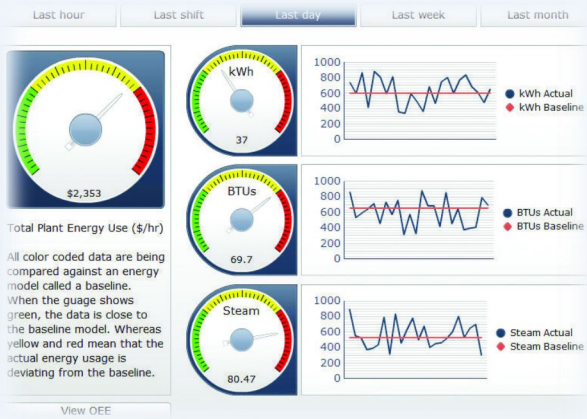 Last hour
Last shift
Last day
Last week
Last month
$2,353
Total Plant Energy Use ($/hr)
All color coded data are being
compared against an energy
model called a baseline.
When the guage shows
green, the data is close to
the baseline model. Whereas
yellow and red mean that the
actual energy usage is
deviating from the baseline.
View OEE
kWh
37
1000
800
600
400
200
0
kWh Actual
kWh Baseline
BTUs
69.7
1000
800
600
400
200
0
BTUs Actual
BTUs Baseline
Steam
80.47
1000
800
600
400
200
0
Steam Actual
Steam Baseline